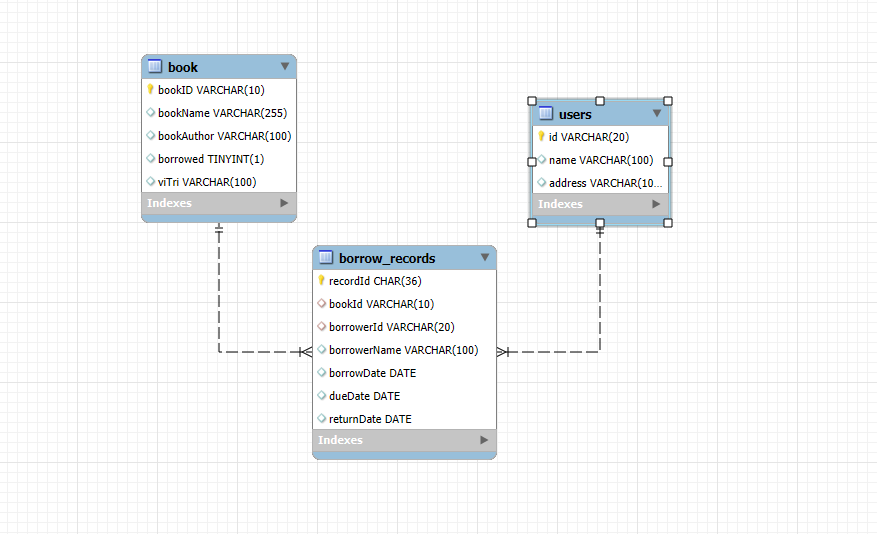 book
bookID VARCHAR(10)
bookName VARCHAR(255)
bookAuthor VARCHAR(100)
borrowed TINYINT(1)
viTri VARCHAR(100)
Indexes
users
id VARCHAR(20)
name VARCHAR(100)
address VARCHAR(10...
Indexes
borrow_records
recordId CHAR(36)
bookId VARCHAR(10)
borrowerId VARCHAR(20)
borrowerName VARCHAR(100)
borrowDate DATE
dueDate DATE
returnDate DATE
Indexes